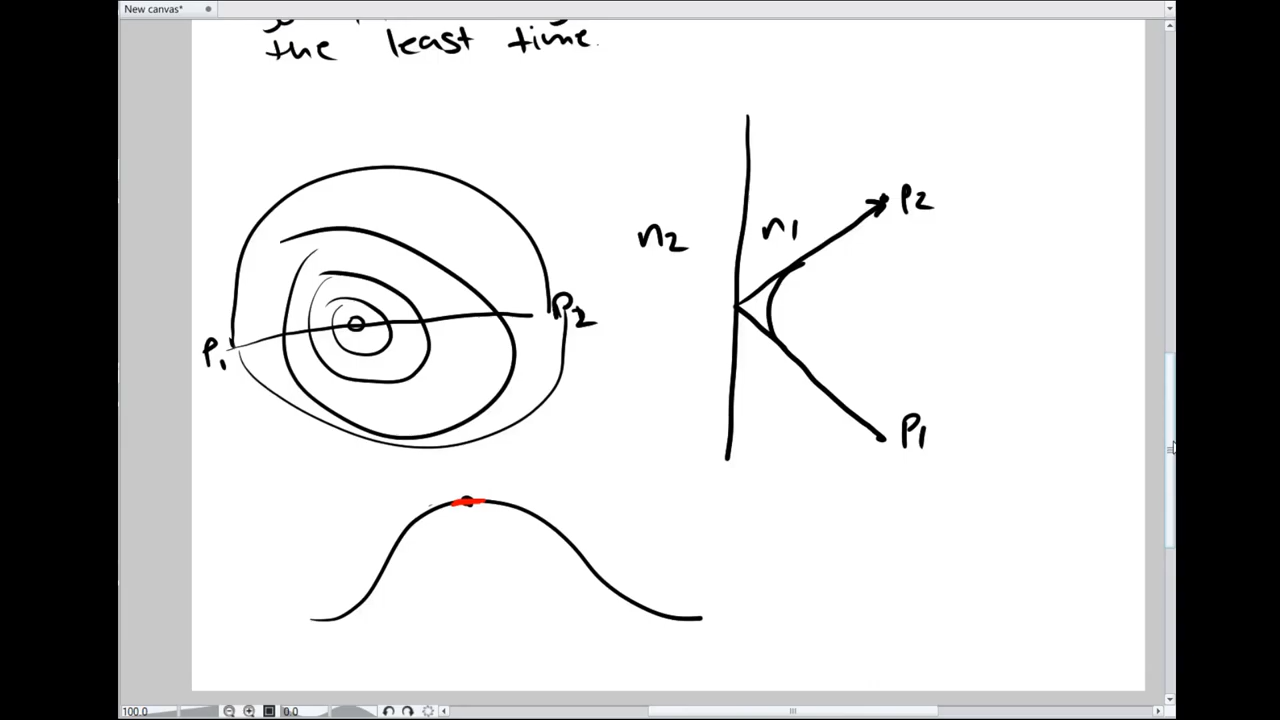 New canvas*
the least time.
P2
n2
n1
P1
P2
P1
100.0
0.0